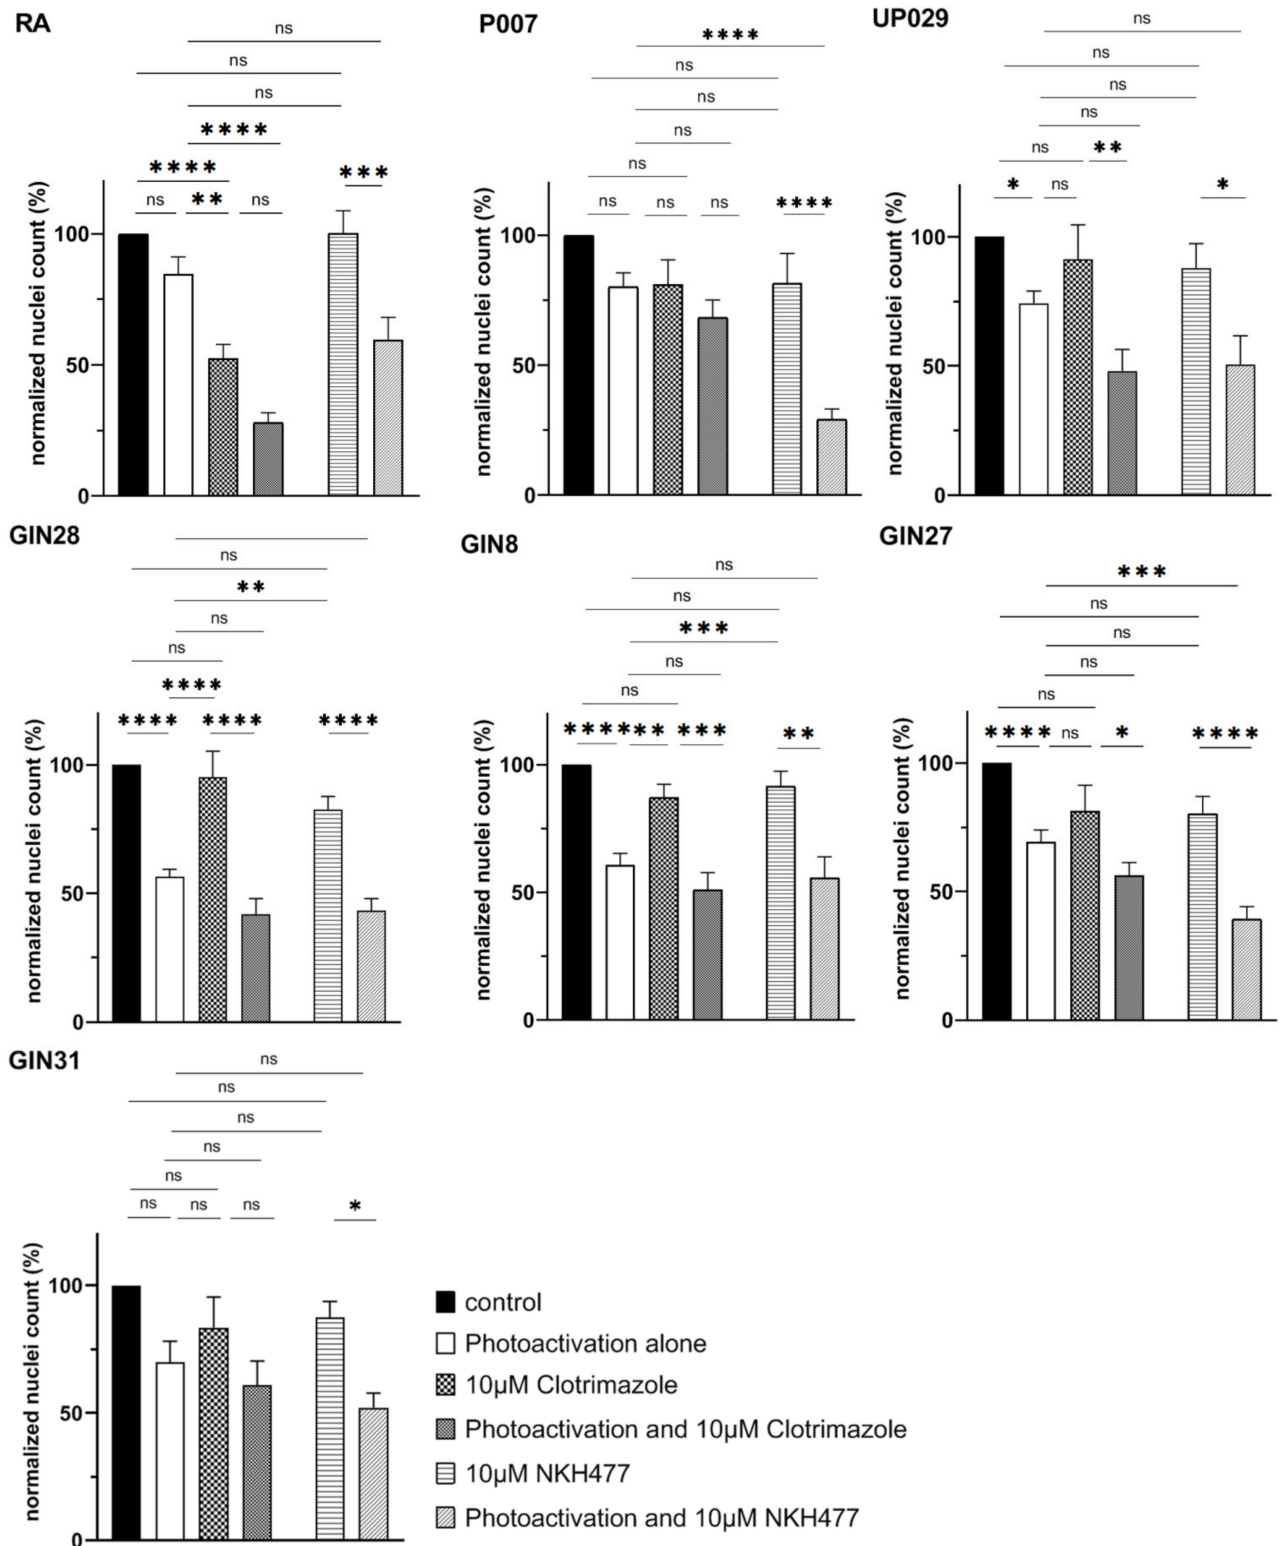 RA
P007
UP029
ns
ns
ns
****
****
***
ns
**
ns
normalized nuclei count (%)
100
50
0
****
ns
ns
ns
ns
ns
ns
ns
****
normalized nuclei count (%)
100
50
0
ns
ns
ns
ns
ns
**
*
ns
*
normalized nuclei count (%)
100
50
0
GIN28
GIN8
GIN27
ns
**
ns
ns
****
****
****
****
normalized nuclei count (%)
100
50
0
ns
ns
***
ns
ns
****
**
***
**
normalized nuclei count (%)
100
50
0
***
ns
ns
ns
ns
****
ns
*
****
normalized nuclei count (%)
100
50
0
GIN31
ns
ns
ns
ns
ns
ns
ns
ns
*
normalized nuclei count (%)
100
50
0
control
Photoactivation alone
10µM Clotrimazole
Photoactivation and 10µM Clotrimazole
10µM NKH477
Photoactivation and 10µM NKH477